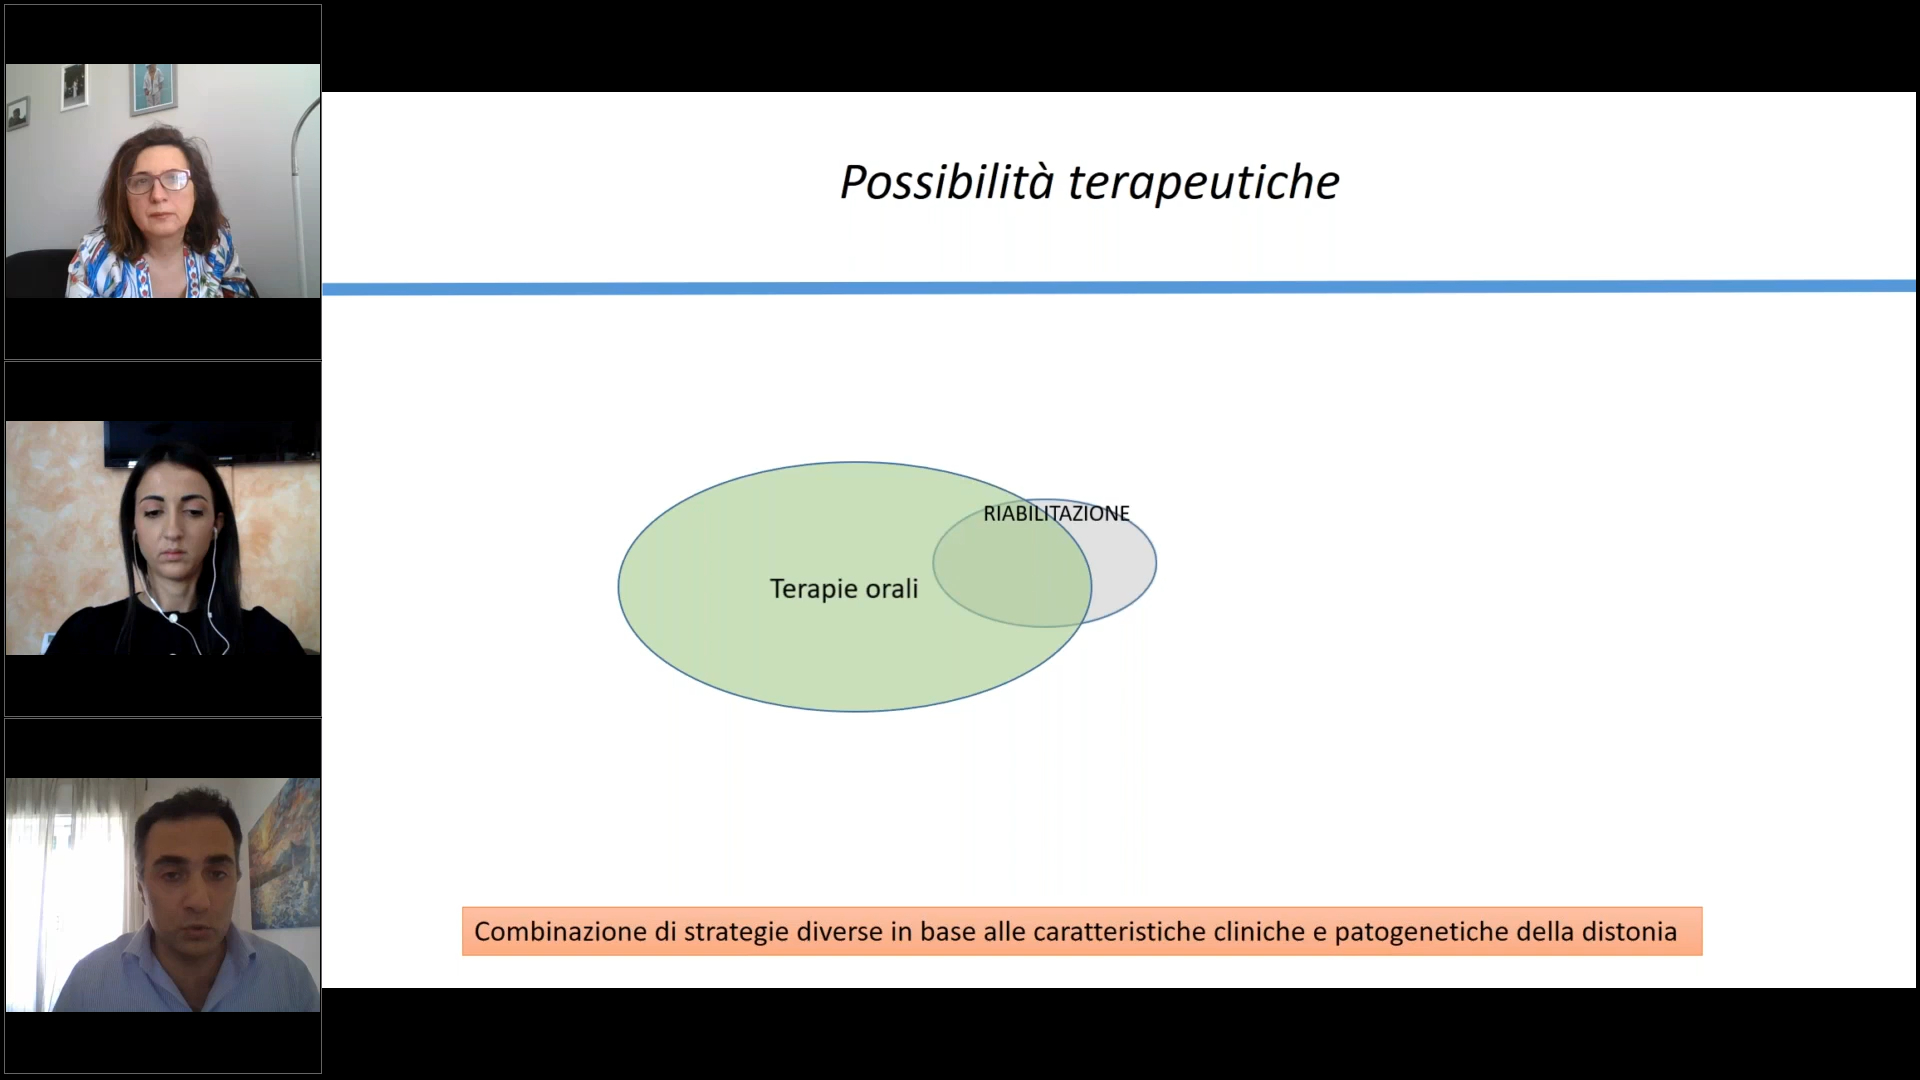 Possibilità terapeutiche
RIABILITAZIONE
Terapie orali
Combinazione di strategie diverse in base alle caratteristiche cliniche e patogenetiche della distonia